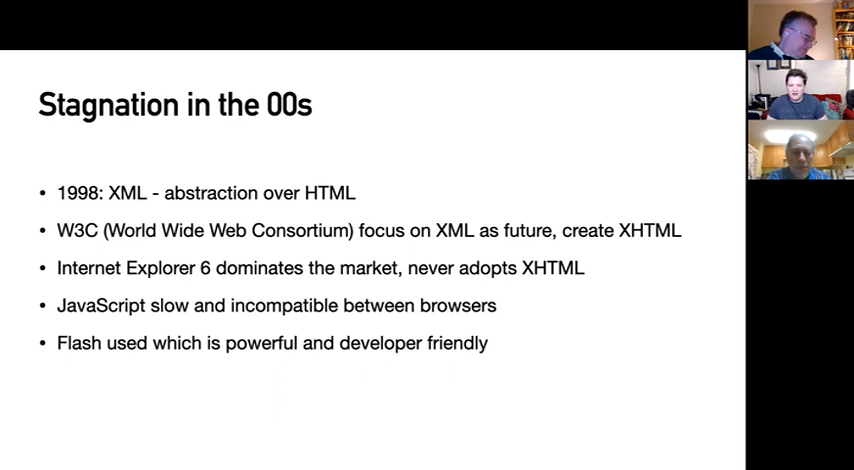 Stagnation in the 00s
• 1998: XML - abstraction over HTML
• W3C (World Wide Web Consortium) focus on XML as future, create XHTML
• Internet Explorer 6 dominates the market, never adopts XHTML
• JavaScript slow and incompatible between browsers
• Flash used which is powerful and developer friendly